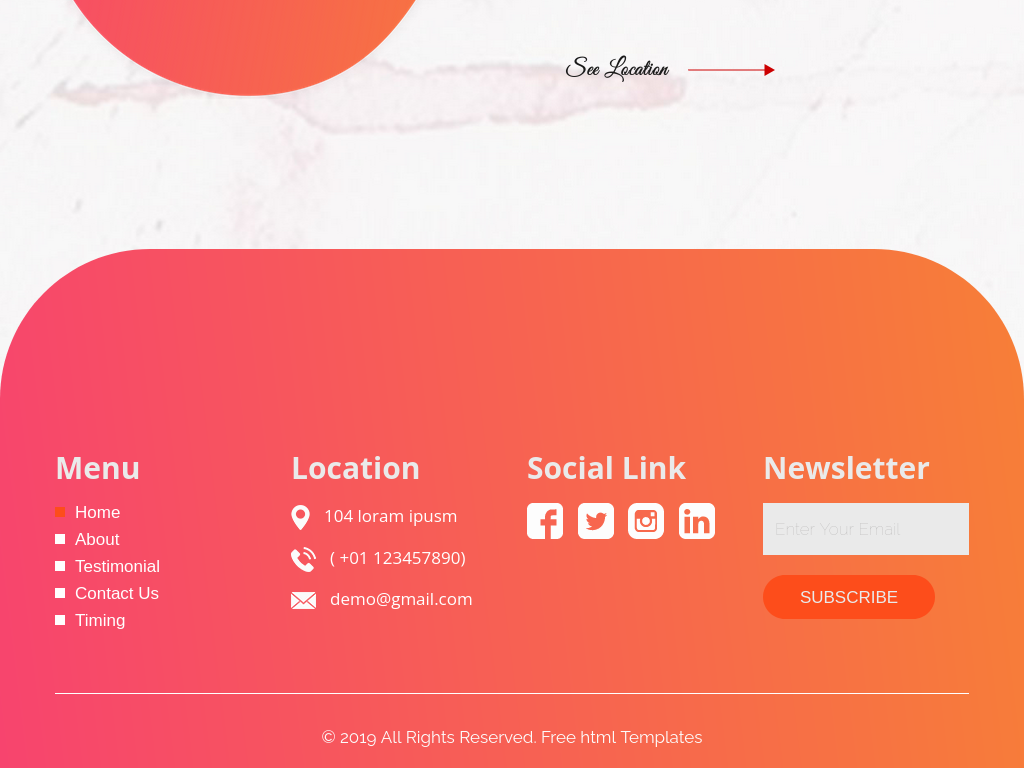 See Location
Menu
Home
About
Testimonial
Contact Us
Timing
Location
104 loram ipusm
( +01 123457890)
demo@gmail.com
Social Link
Newsletter
Enter Your Email
SUBSCRIBE
© 2019 All Rights Reserved. Free html Templates